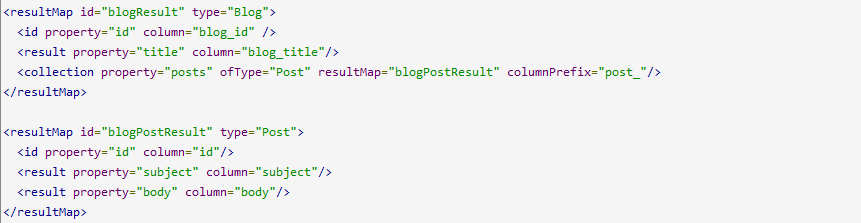 <resultMap id="blogResult" type="Blog">
  <id property="id" column="blog_id" />
  <result property="title" column="blog_title"/>
  <collection property="posts" ofType="Post" resultMap="blogPostResult" columnPrefix="post_"/>
</resultMap>

<resultMap id="blogPostResult" type="Post">
  <id property="id" column="id"/>
  <result property="subject" column="subject"/>
  <result property="body" column="body"/>
</resultMap>